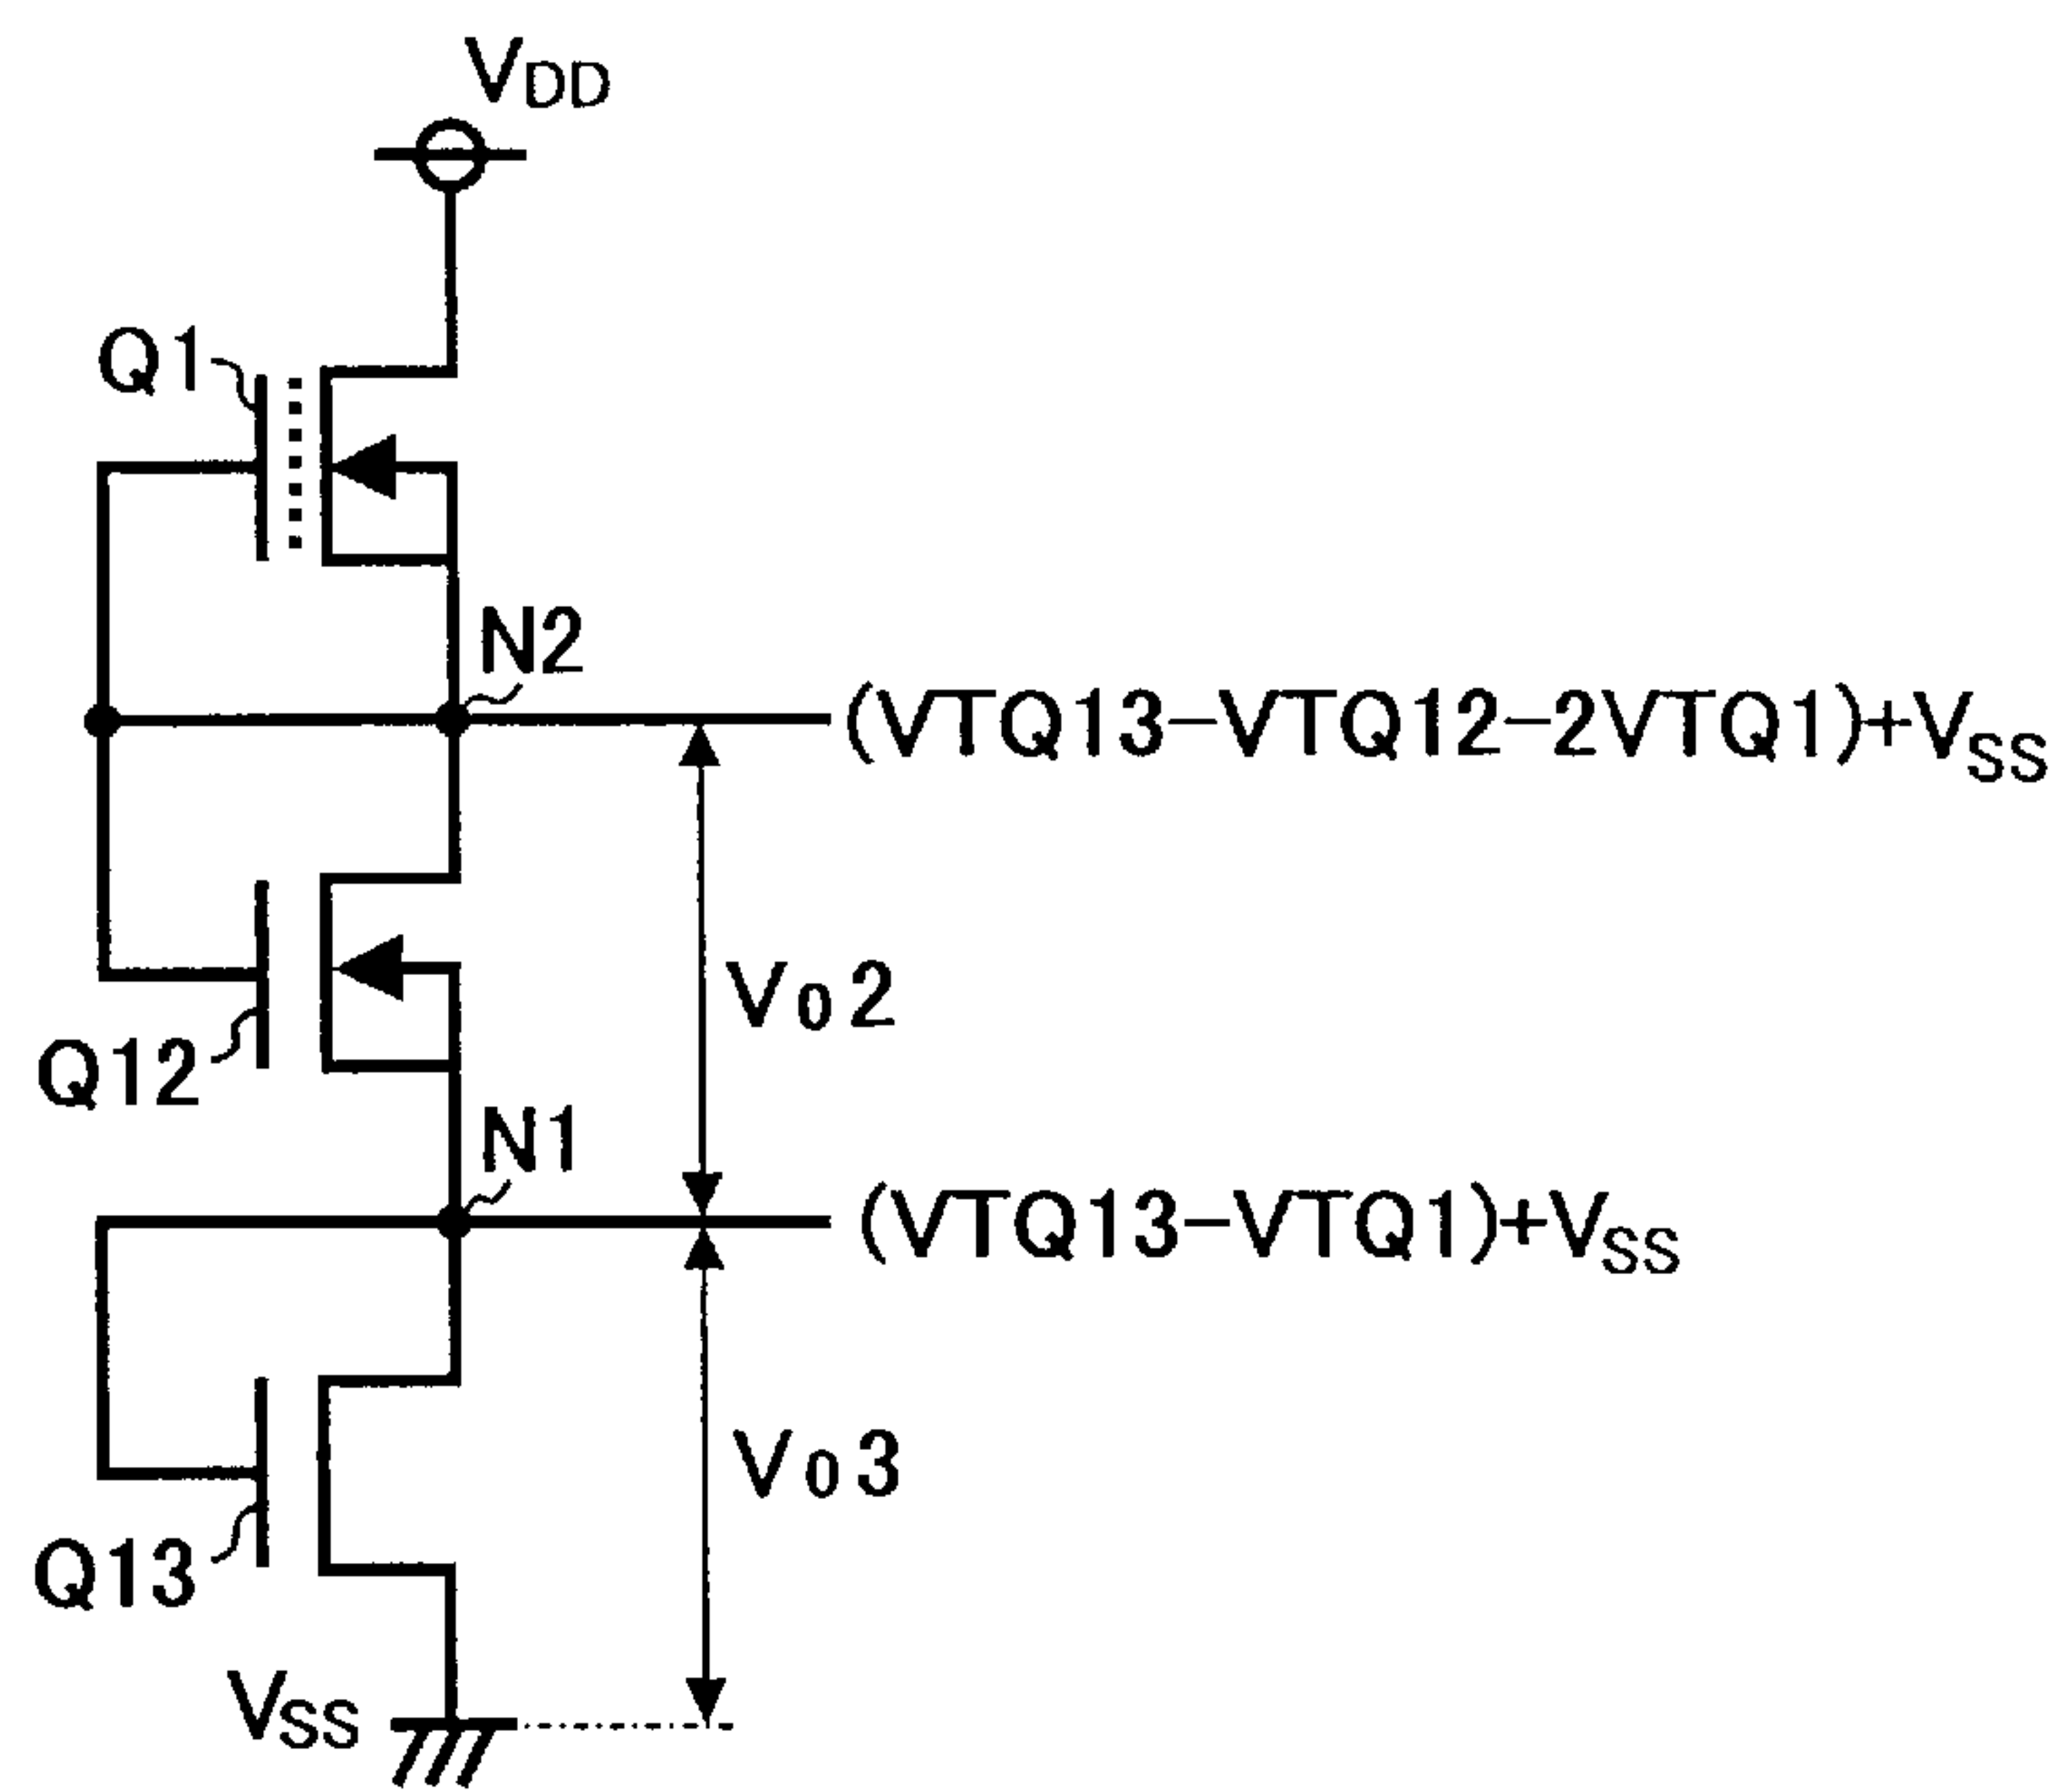 VDD
Q1
N2
(VTQ13-VTQ12-2VTQ1)+VSS
Vo2
Q12
N1
(VTQ13-VTQ1)+VSS
Vo3
Q13
VSS